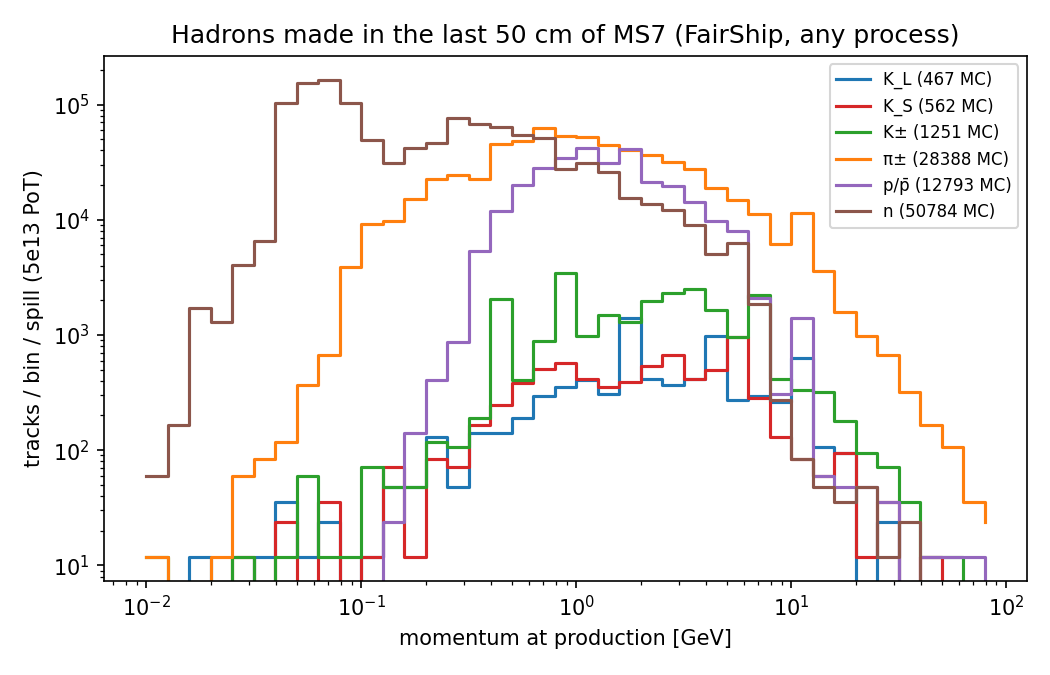 Hadrons made in the last 50 cm of MS7 (FairShip, any process)
tracks / bin / spill (5e13 PoT)
10⁵
10⁴
10³
10²
10¹
K_L (467 MC)
K_S (562 MC)
K± (1251 MC)
π± (28388 MC)
p/p̄ (12793 MC)
n (50784 MC)
10⁻² 10⁻¹ 10⁰ 10¹ 10²
momentum at production [GeV]